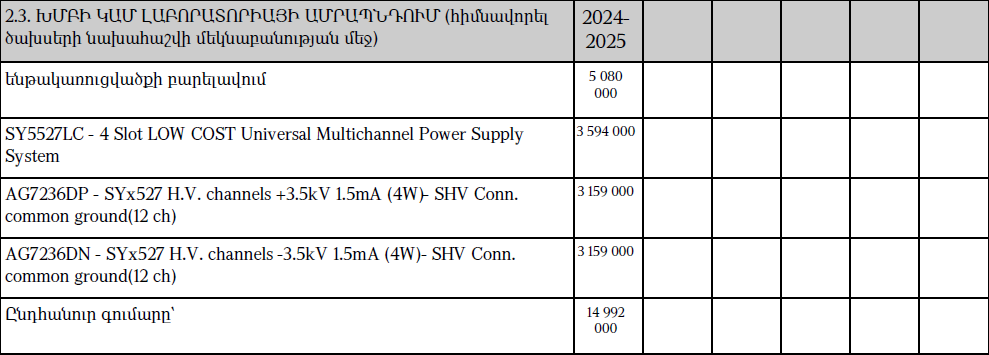 2.3. ԽՄԲԻ ԿԱՄ ԼԱԲՈՐԱՏՈՐԻԱՅԻ ԱՄՐԱՊՆԴՈՒՄ (հիմնավորել
ծախսերի նախահաշվի մեկնաբանության մեջ)
2024-
2025
ենթակառուցվածքի բարելավում
5 080
000
SY5527LC - 4 Slot LOW COST Universal Multichannel Power Supply
System
3 594 000
AG7236DP - SYx527 H.V. channels +3.5kV 1.5mA (4W)- SHV Conn.
common ground(12 ch)
3 159 000
AG7236DN - SYx527 H.V. channels -3.5kV 1.5mA (4W)- SHV Conn.
common ground(12 ch)
3 159 000
Ընդհանուր գումարը՝
14 992
000